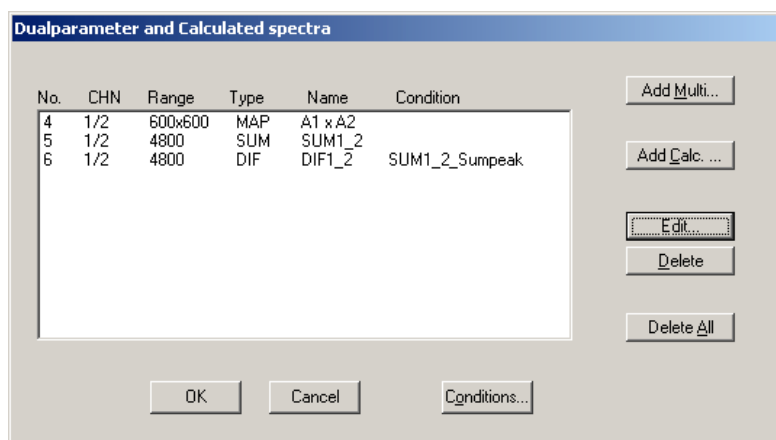 Dualparameter and Calculated spectra
No. CHN Range Type Name Condition
4 1/2 600x600 MAP A1 x A2
5 1/2 4800 SUM SUM1_2
6 1/2 4800 DIF DIF1_2 SUM1_2_Sumpeak
Add Multi...
Add Calc. ...
Edit...
Delete
Delete All
OK Cancel Conditions...